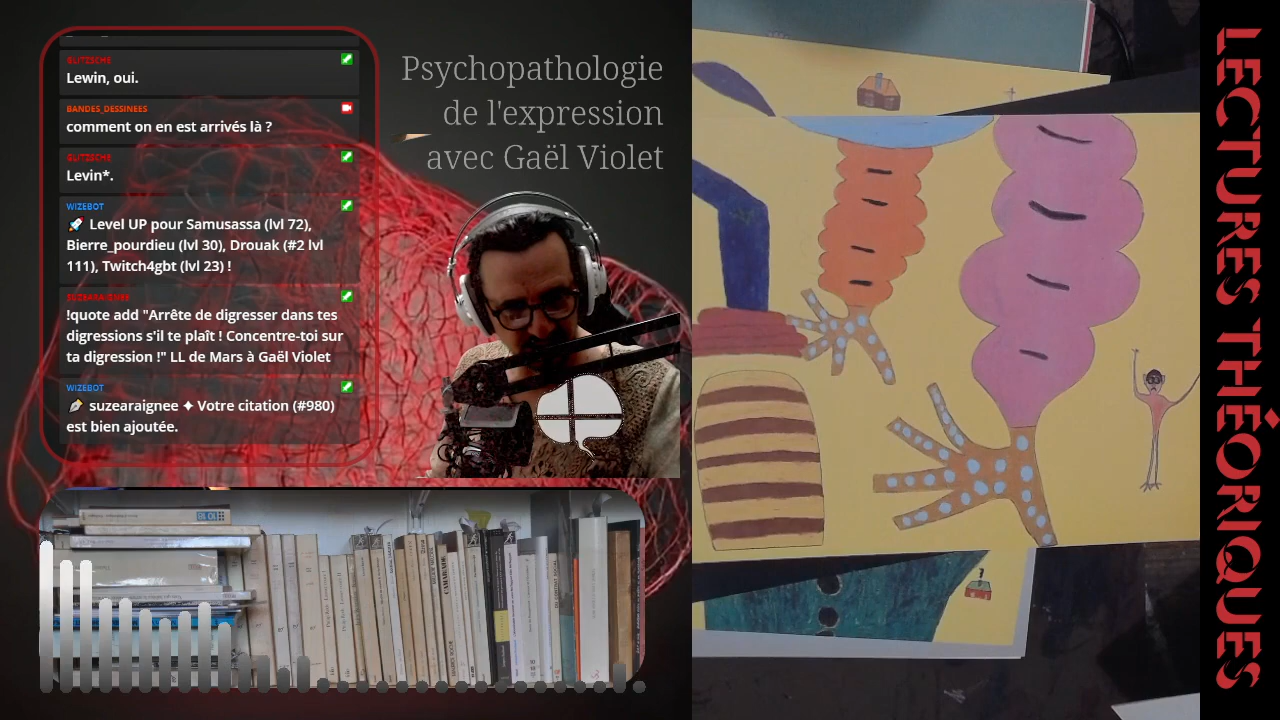 GLITZSCHE
Lewin, oui.
BANDES_DESSINEES
comment on en est arrivés là ?
GLITZSCHE
Levin*.
WIZEBOT
Level UP pour Samusassa (lvl 72),
Bierre_pourdieu (lvl 30), Drouak (#2 lvl
111), Twitch4gbt (lvl 23) !
SUZEARAIGNEE
!quote add "Arrête de digresser dans tes
digressions s'il te plaît ! Concentre-toi sur
ta digression !" LL de Mars à Gaël Violet
WIZEBOT
suzearaignee ✦ Votre citation (#980)
est bien ajoutée.
Psychopathologie
de l'expression
avec Gaël Violet
LECTURES THÉORIQUES